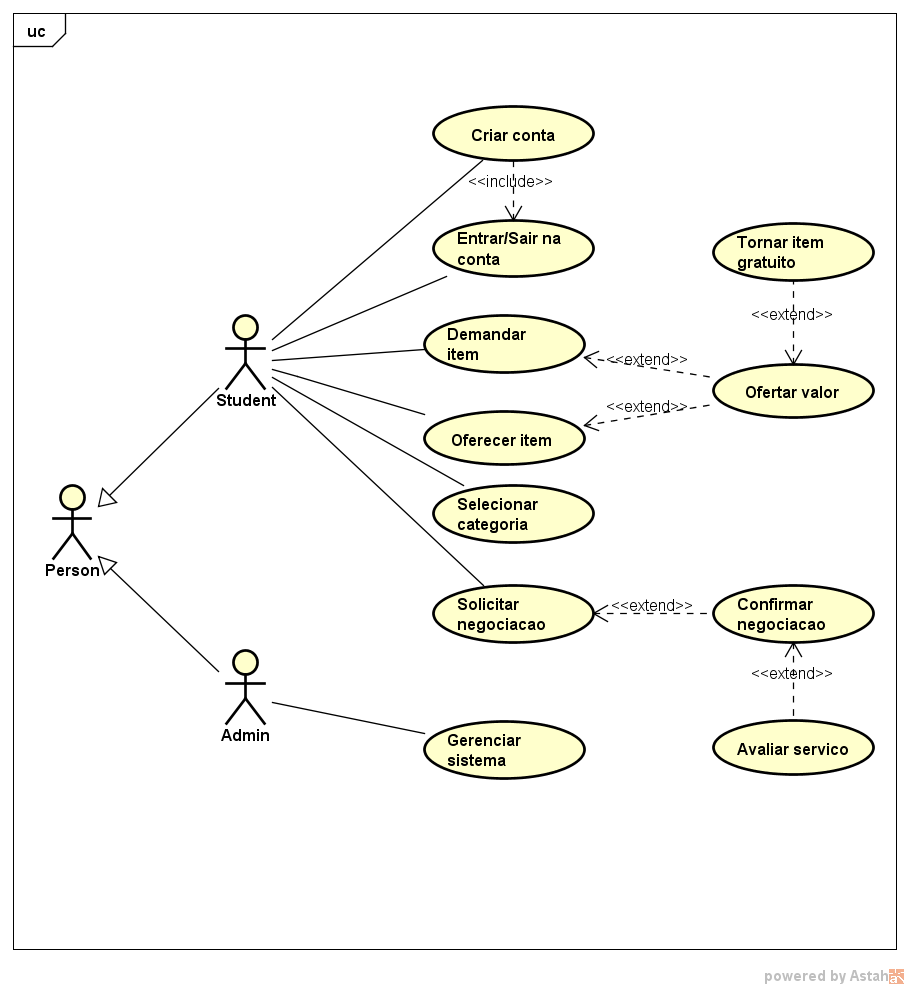 uc
Criar conta
<<include>>
Entrar/Sair na
conta
Tornar item
gratuito
<<extend>>
Demandar
item
<<extend>>
Ofertar valor
Student
<<extend>>
Oferecer item
Selecionar
categoria
Person
Solicitar
negociacao
<<extend>>
Confirmar
negociacao
<<extend>>
Admin
Gerenciar
sistema
Avaliar servico
powered by Astah